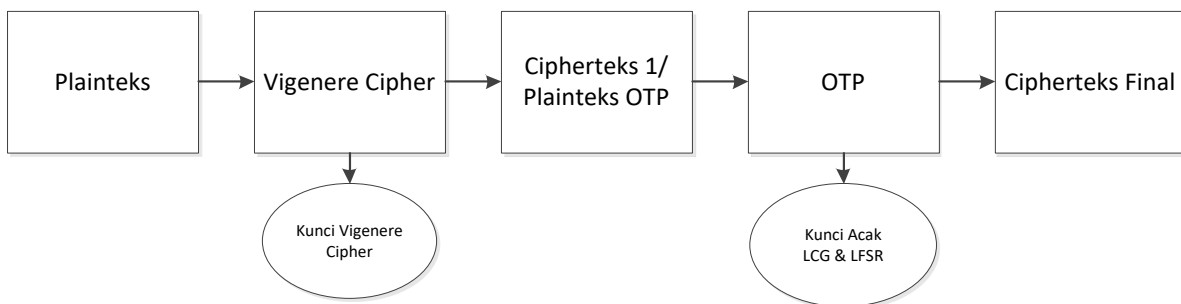 Plainteks
Vigenere Cipher
Cipherteks 1/
Plainteks OTP
OTP
Cipherteks Final
Kunci Vigenere
Cipher
Kunci Acak
LCG & LFSR